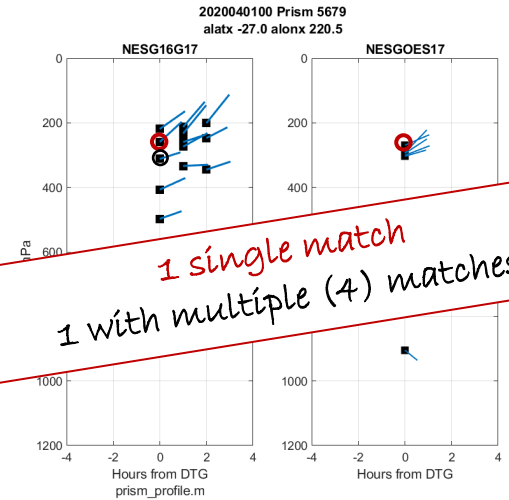 2020040100 Prism 5679
alatx -27.0 alonx 220.5
NESG16G17
NESGOES17
0
200
400
600
1000
1200
-4 -2 0 2 4
Hours from DTG
prism_profile.m
hPa
0
200
400
1000
1200
-4 -2 0 2 4
Hours from DTG
1 single match
1 with multiple (4) matches